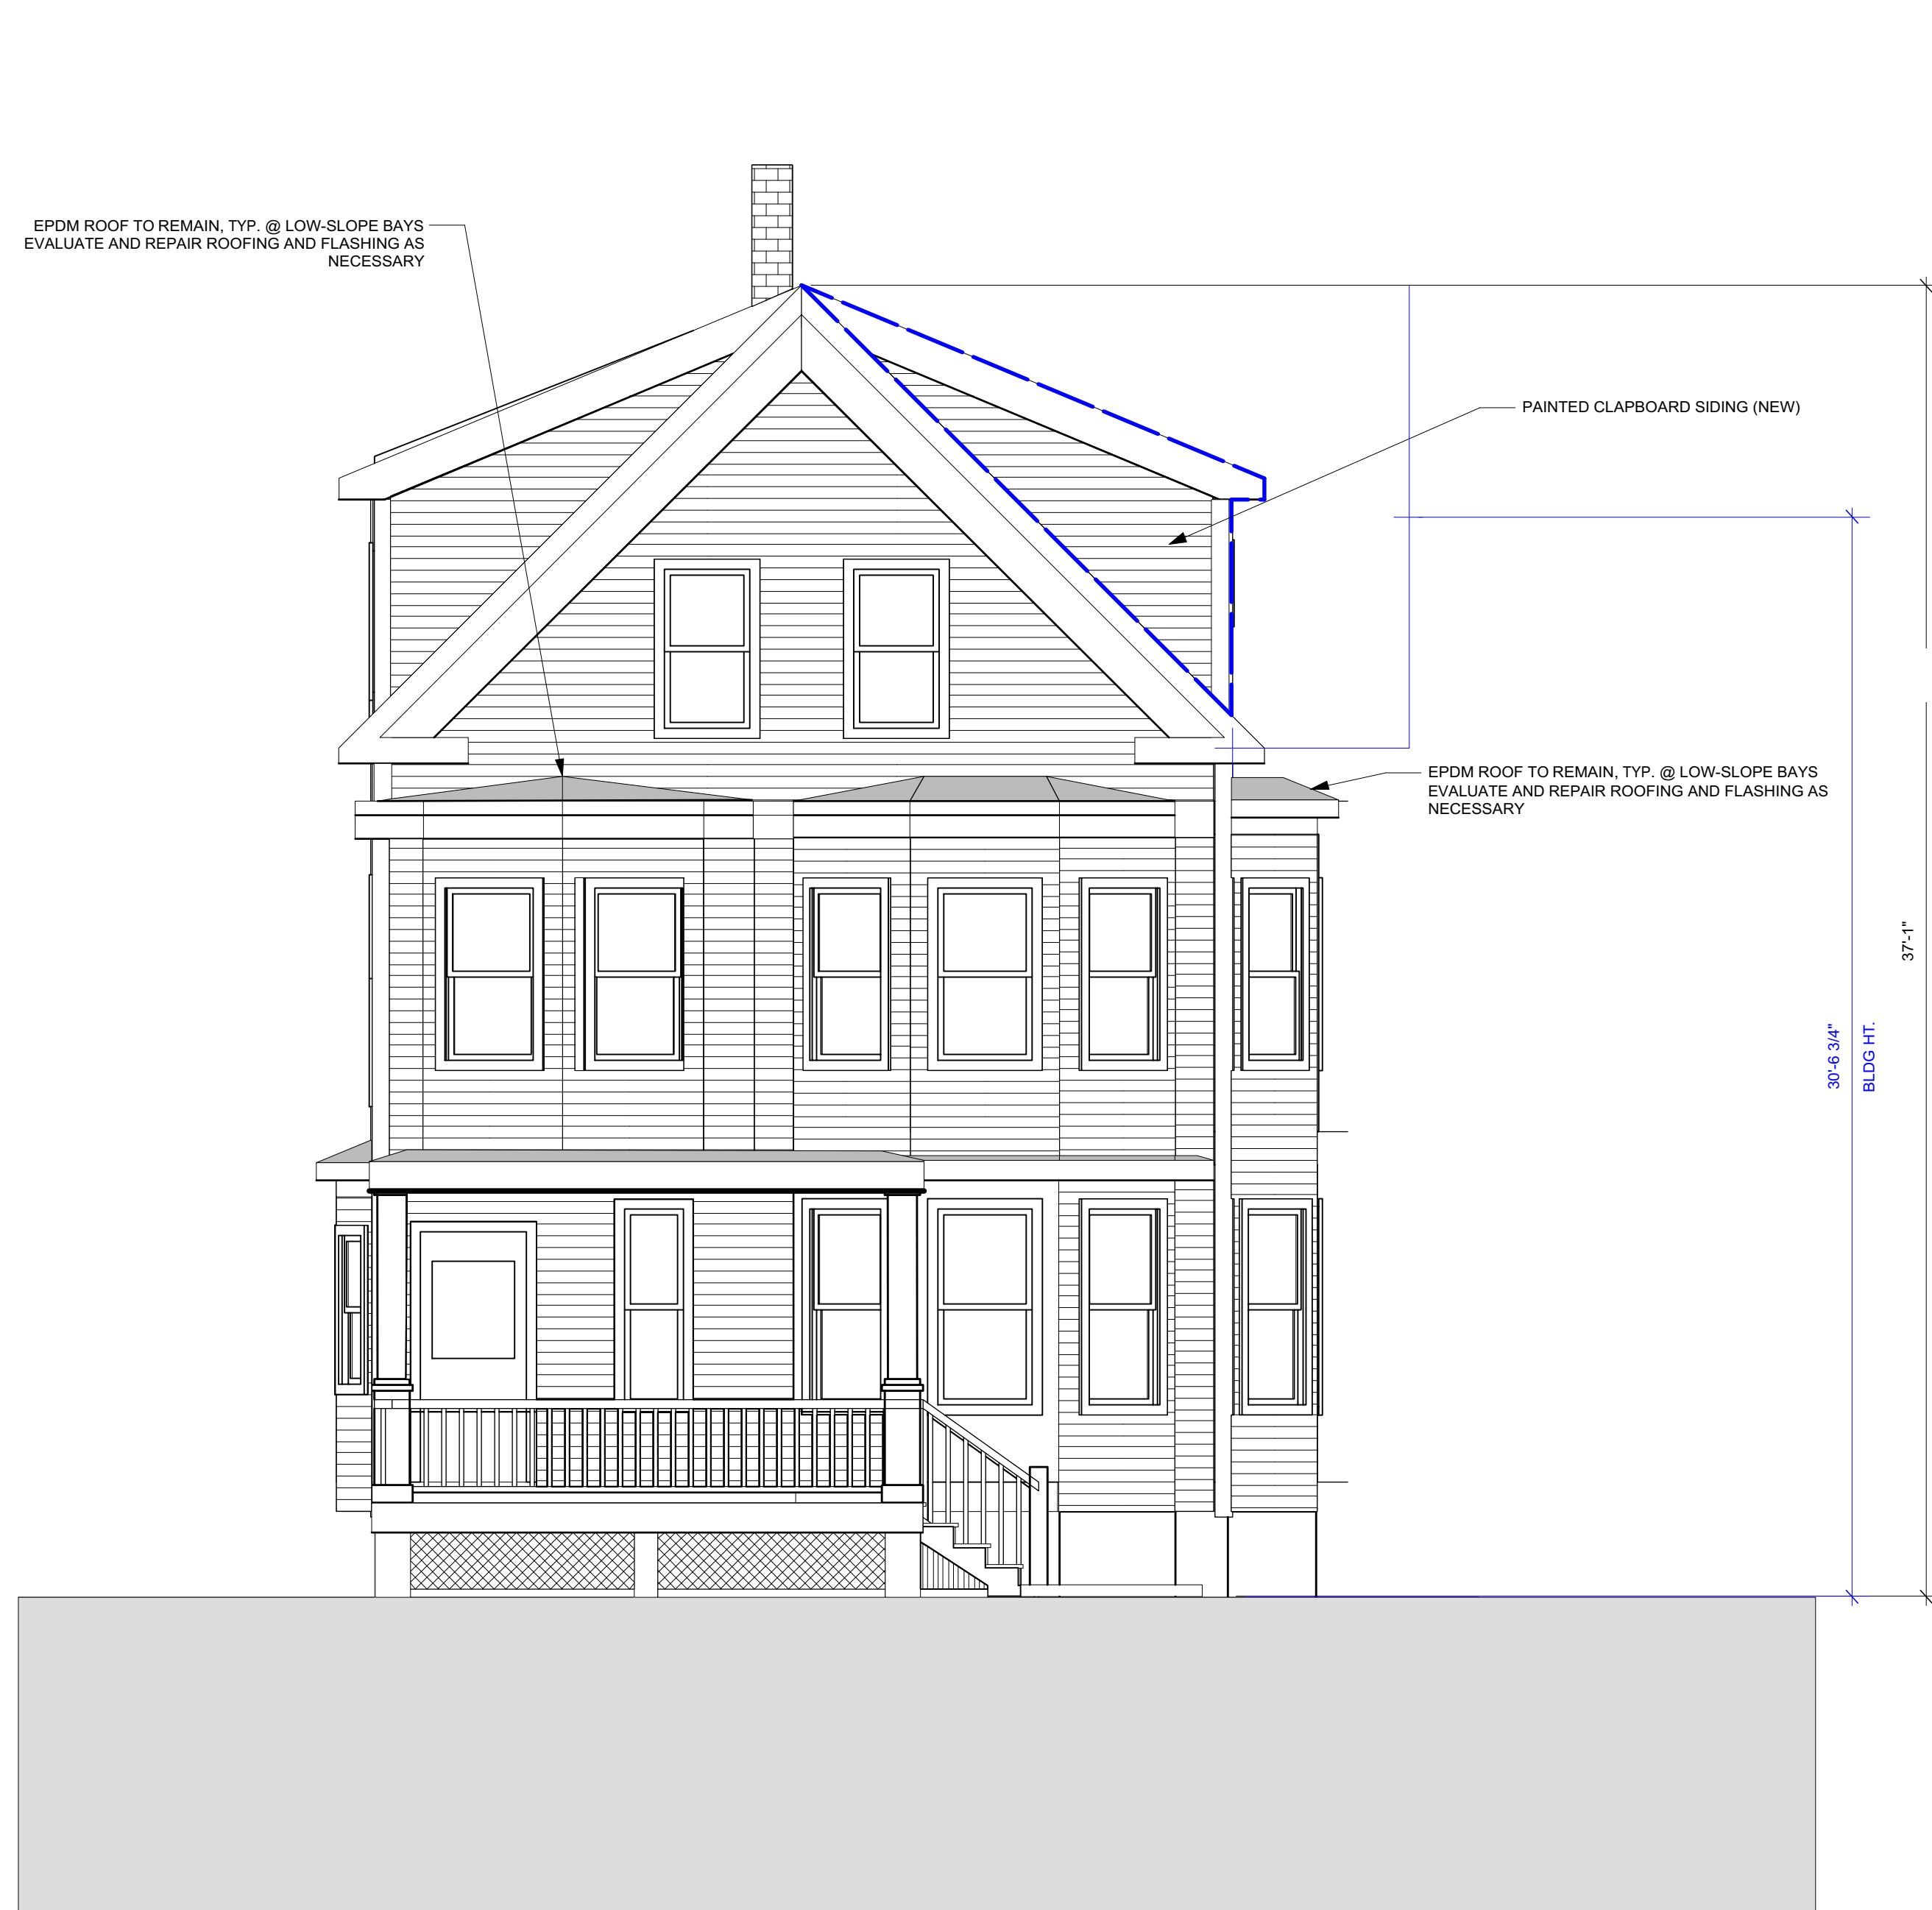 EPDM ROOF TO REMAIN, TYP. @ LOW-SLOPE BAYS
EVALUATE AND REPAIR ROOFING AND FLASHING AS
NECESSARY
PAINTED CLAPBOARD SIDING (NEW)
EPDM ROOF TO REMAIN, TYP. @ LOW-SLOPE BAYS
EVALUATE AND REPAIR ROOFING AND FLASHING AS
NECESSARY
37'-1"
30'-6 3/4"
BLDG HT.